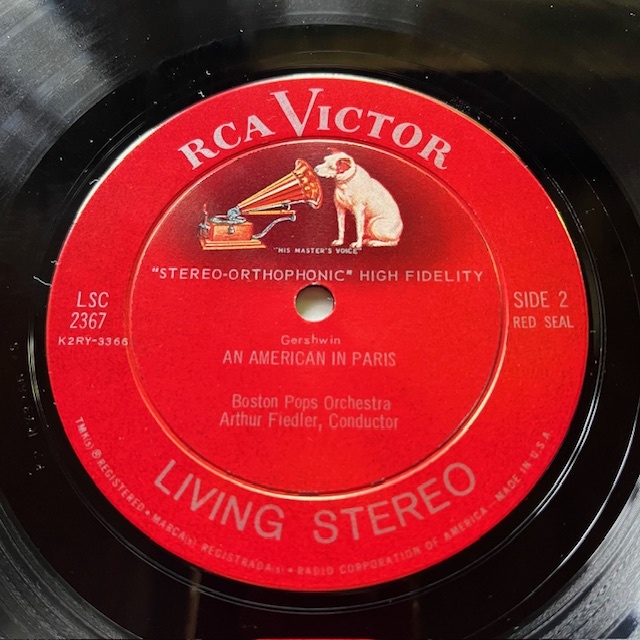 RCA VICTOR
"HIS MASTER'S VOICE"
"STEREO-ORTHOPHONIC" HIGH FIDELITY
LSC
2367
K2RY-3366
SIDE 2
RED SEAL
Gershwin
AN AMERICAN IN PARIS
Boston Pops Orchestra
Arthur Fiedler, Conductor
LIVING STEREO
TMK(s) ® REGISTERED • MARCA(s) REGISTRADA(s) • RADIO CORPORATION OF AMERICA - MADE IN U.S.A